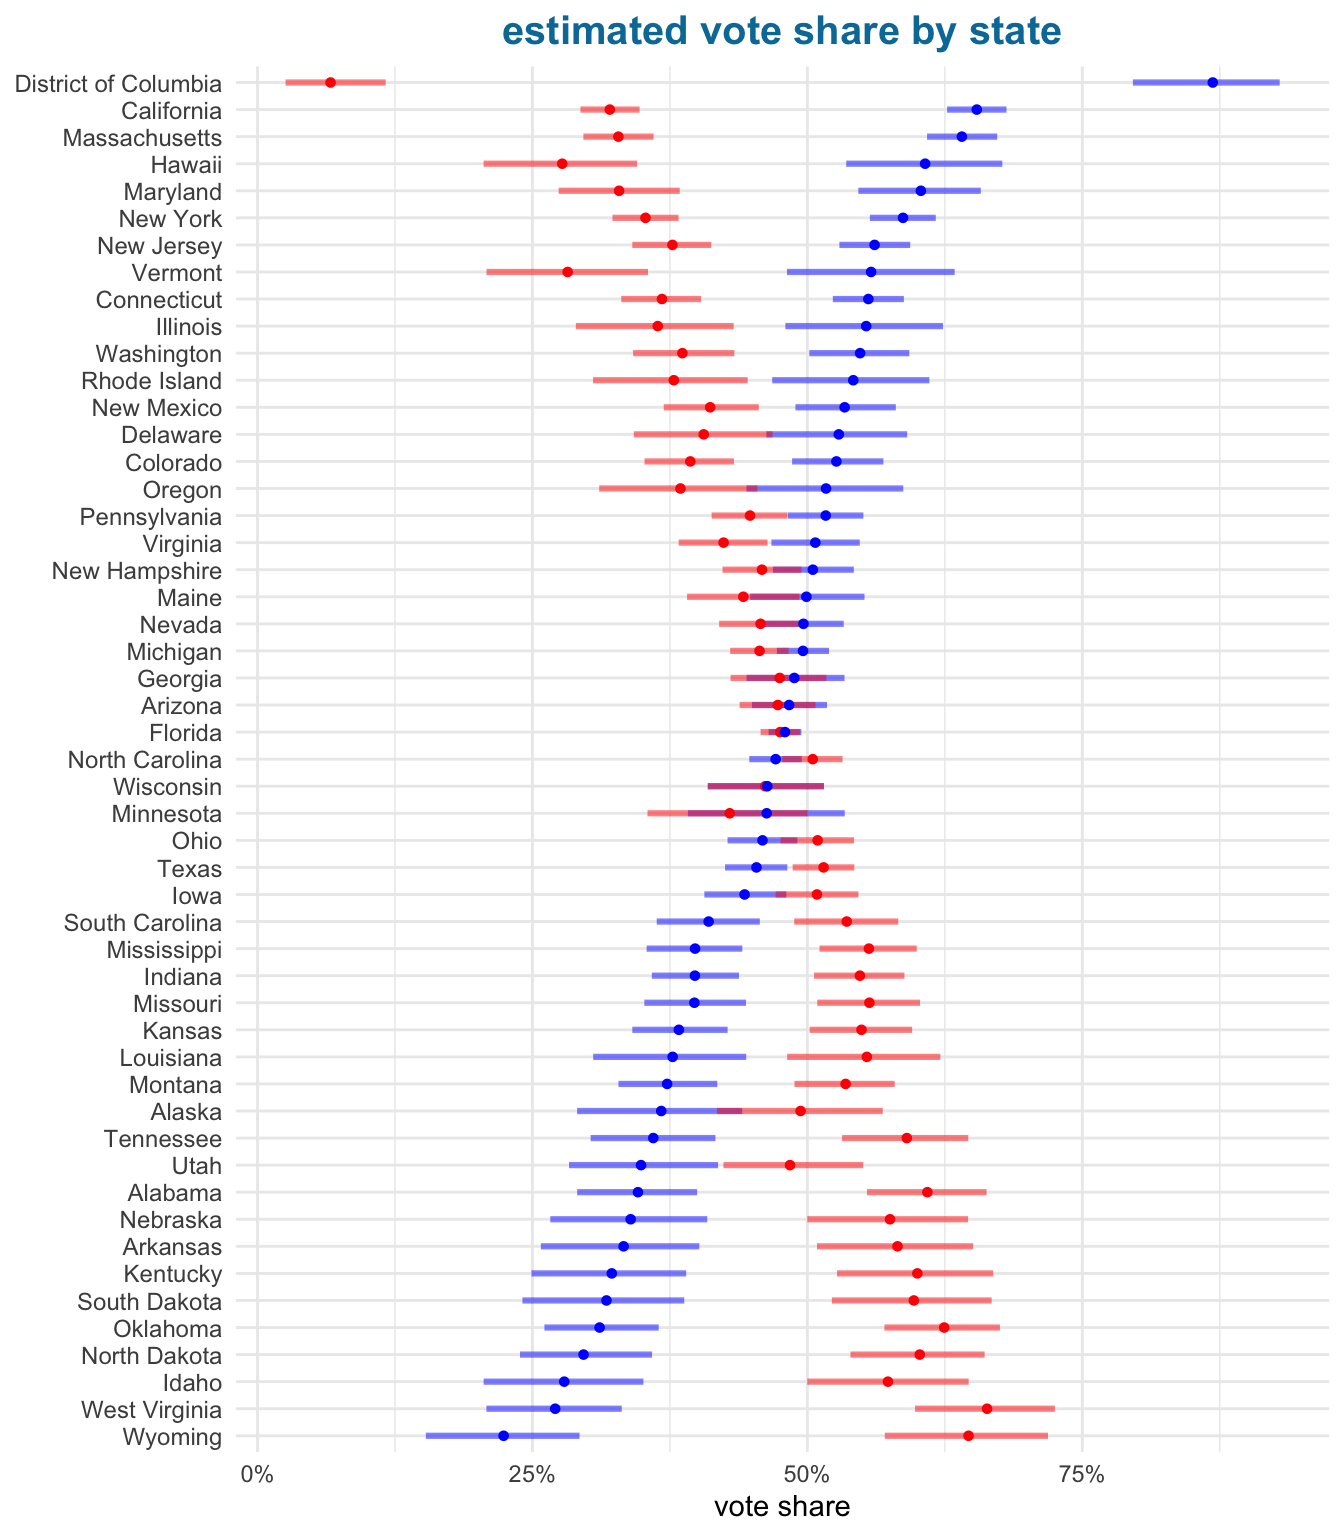 estimated vote share by state
District of Columbia
California
Massachusetts
Hawaii
Maryland
New York
New Jersey
Vermont
Connecticut
Illinois
Washington
Rhode Island
New Mexico
Delaware
Colorado
Oregon
Pennsylvania
Virginia
New Hampshire
Maine
Nevada
Michigan
Georgia
Arizona
Florida
North Carolina
Wisconsin
Minnesota
Ohio
Texas
Iowa
South Carolina
Mississippi
Indiana
Missouri
Kansas
Louisiana
Montana
Alaska
Tennessee
Utah
Alabama
Nebraska
Arkansas
Kentucky
South Dakota
Oklahoma
North Dakota
Idaho
West Virginia
Wyoming
0% 25% 50% 75%
vote share